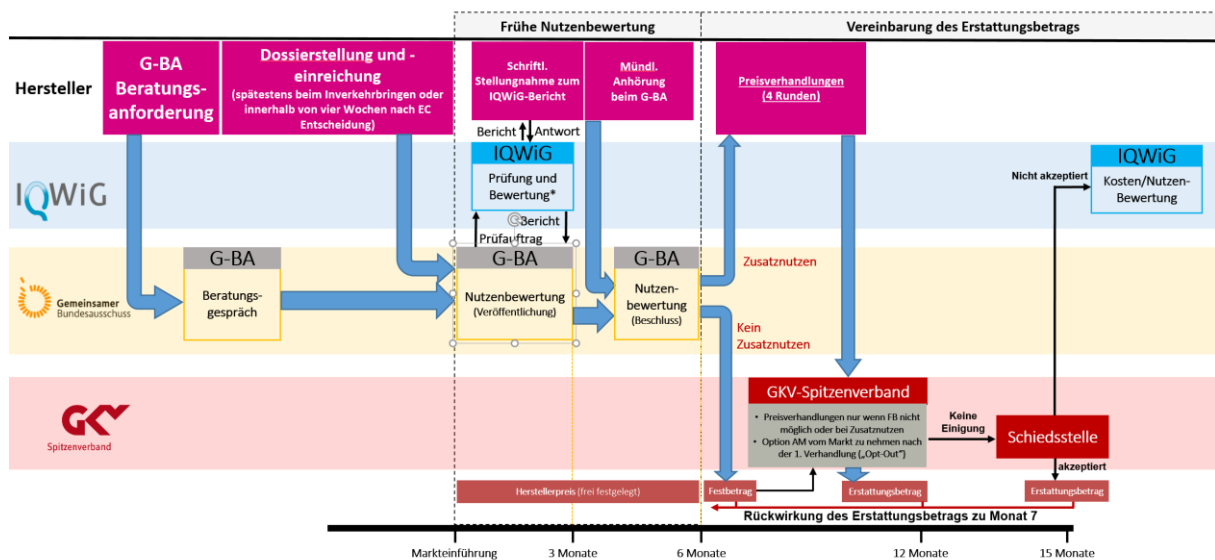 Frühe Nutzenbewertung
Vereinbarung des Erstattungsbetrags
Hersteller
G-BA
Beratungs-
anforderung
Dossierstellung und -
einreichung
(spätestens beim Inverkehrbringen oder
innerhalb von vier Wochen nach EC
Entscheidung)
Schriftl.
Stellungnahme zum
IQWiG-Bericht
Mündl.
Anhörung
beim G-BA
Preisverhandlungen
(4 Runden)
Bericht
Antwort
IQWiG
IQWiG
Prüfung und
Bewertung*
Bericht
Prüfauftrag
Nicht akzeptiert
IQWiG
Kosten/Nutzen-
Bewertung
Gemeinsamer
Bundesausschuss
G-BA
Beratungs-
gespräch
G-BA
Nutzenbewertung
(Veröffentlichung)
G-BA
Nutzen-
bewertung
(Beschluss)
Zusatznutzen
Kein
Zusatznutzen
GKV
Spitzenverband
GKV-Spitzenverband
• Preisverhandlungen nur wenn FB nicht
möglich oder bei Zusatznutzen
• Option AM vom Markt zu nehmen nach
der 1. Verhandlung („Opt-Out")
Keine
Einigung
Schiedsstelle
akzeptiert
Herstellerpreis (frei festgelegt)
Festbetrag
Erstattungsbetrag
Erstattungsbetrag
Rückwirkung des Erstattungsbetrags zu Monat 7
Markteinführung
3 Monate
6 Monate
12 Monate
15 Monate